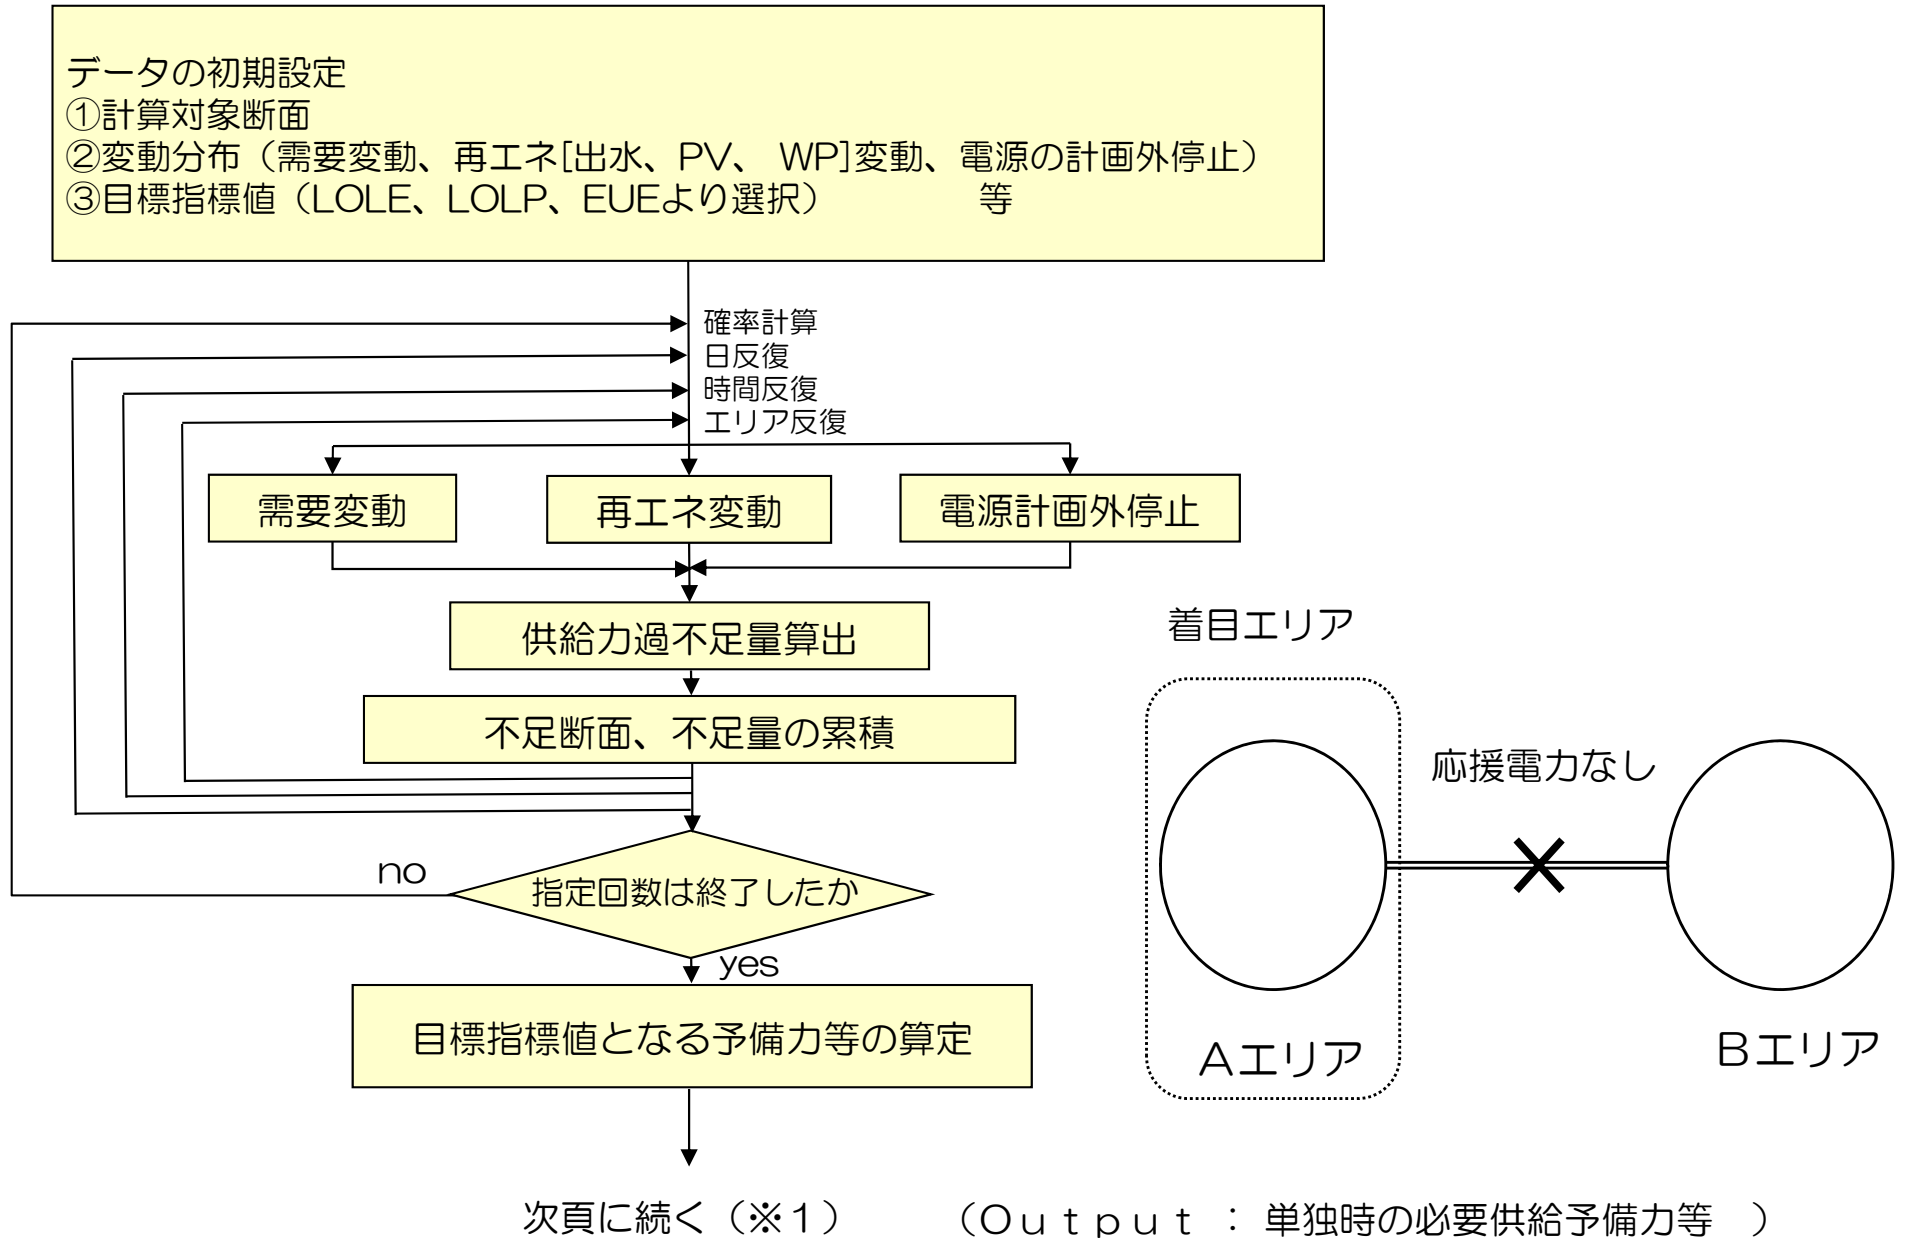 データの初期設定
①計算対象断面
②変動分布（需要変動、再エネ[出水、PV、 WP]変動、電源の計画外停止）
③目標指標値（LOLE、LOLP、EUEより選択） 等
確率計算
日反復
時間反復
エリア反復
需要変動
再エネ変動
電源計画外停止
供給力過不足量算出
不足断面、不足量の累積
no
指定回数は終了したか
yes
目標指標値となる予備力等の算定
着目エリア
応援電力なし
Aエリア
Bエリア
次頁に続く（※１） （Ｏｕｔｐｕｔ ： 単独時の必要供給予備力等 ）